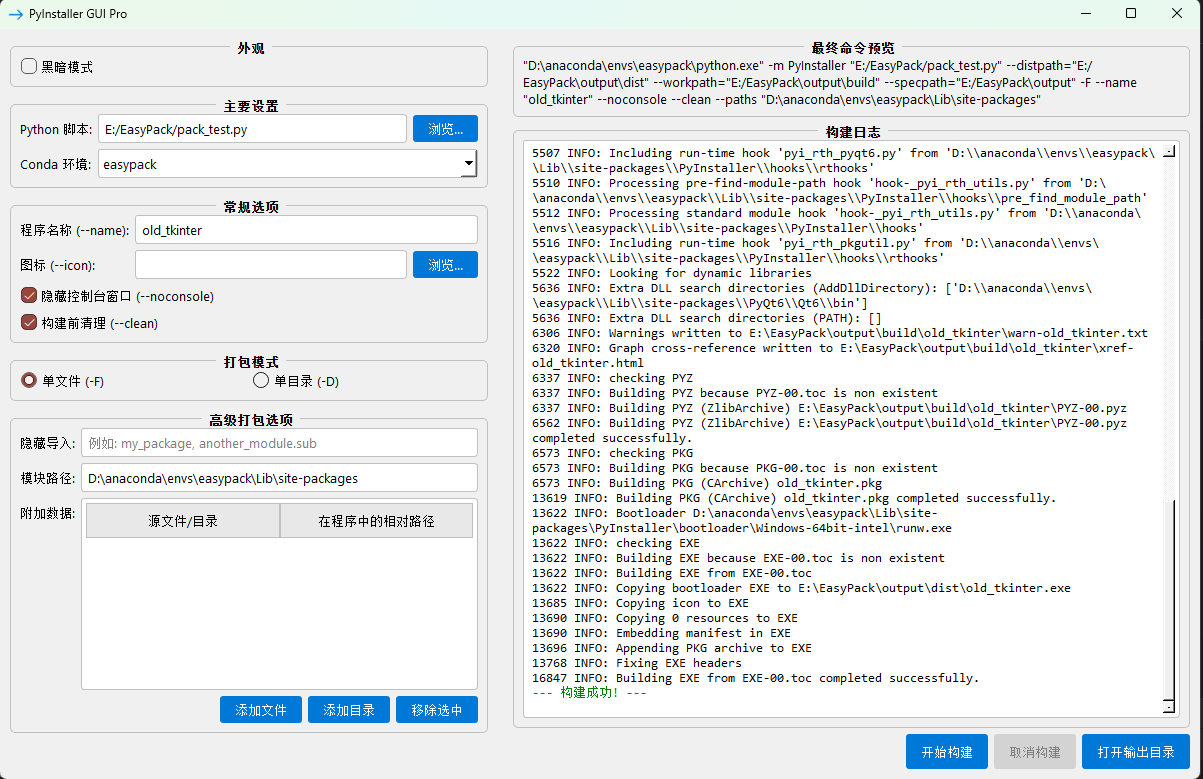 PyInstaller GUI Pro
外观
黑暗模式
主要设置
Python 脚本: E:/EasyPack/pack_test.py 浏览...
Conda 环境: easypack
常规选项
程序名称 (--name): old_tkinter
图标 (--icon): 浏览...
隐藏控制台窗口 (--noconsole)
构建前清理 (--clean)
打包模式
单文件 (-F) 单目录 (-D)
高级打包选项
隐藏导入: 例如: my_package, another_module.sub
模块路径: D:\anaconda\envs\easypack\Lib\site-packages
附加数据: 源文件/目录 在程序中的相对路径
添加文件 添加目录 移除选中
最终命令预览
"D:\anaconda\envs\easypack\python.exe" -m PyInstaller "E:/EasyPack/pack_test.py" --distpath="E:/
EasyPack\output\dist" --workpath="E:/EasyPack\output\build" --specpath="E:/EasyPack\output" -F --name
"old_tkinter" --noconsole --clean --paths "D:\anaconda\envs\easypack\Lib\site-packages"
构建日志
5507 INFO: Including run-time hook 'pyi_rth_pyqt6.py' from 'D:\\anaconda\\envs\\easypack\
\Lib\\site-packages\\PyInstaller\\hooks\\rthooks'
5510 INFO: Processing pre-find-module-path hook 'hook-_pyi_rth_utils.py' from 'D:\
\anaconda\\envs\\easypack\\Lib\\site-packages\\PyInstaller\\hooks\\pre_find_module_path'
5512 INFO: Processing standard module hook 'hook-_pyi_rth_utils.py' from 'D:\\anaconda\
\envs\\easypack\\Lib\\site-packages\\PyInstaller\\hooks'
5516 INFO: Including run-time hook 'pyi_rth_pkgutil.py' from 'D:\\anaconda\\envs\
\easypack\\Lib\\site-packages\\PyInstaller\\hooks\\rthooks'
5522 INFO: Looking for dynamic libraries
5636 INFO: Extra DLL search directories (AddDllDirectory): ['D:\\anaconda\\envs\
\easypack\\Lib\\site-packages\\PyQt6\\Qt6\\bin']
5636 INFO: Extra DLL search directories (PATH): []
6306 INFO: Warnings written to E:\EasyPack\output\build\old_tkinter\warn-old_tkinter.txt
6320 INFO: Graph cross-reference written to E:\EasyPack\output\build\old_tkinter\xref-
old_tkinter.html
6337 INFO: checking PYZ
6337 INFO: Building PYZ because PYZ-00.toc is non existent
6337 INFO: Building PYZ (ZlibArchive) E:\EasyPack\output\build\old_tkinter\PYZ-00.pyz
6562 INFO: Building PYZ (ZlibArchive) E:\EasyPack\output\build\old_tkinter\PYZ-00.pyz
completed successfully.
6573 INFO: checking PKG
6573 INFO: Building PKG because PKG-00.toc is non existent
6573 INFO: Building PKG (CArchive) old_tkinter.pkg
13619 INFO: Building PKG (CArchive) old_tkinter.pkg completed successfully.
13622 INFO: Bootloader D:\anaconda\envs\easypack\Lib\site-
packages\PyInstaller\bootloader\Windows-64bit-intel\runw.exe
13622 INFO: checking EXE
13622 INFO: Building EXE because EXE-00.toc is non existent
13622 INFO: Building EXE from EXE-00.toc
13622 INFO: Copying bootloader EXE to E:\EasyPack\output\dist\old_tkinter.exe
13685 INFO: Copying icon to EXE
13690 INFO: Copying 0 resources to EXE
13690 INFO: Embedding manifest in EXE
13696 INFO: Appending PKG archive to EXE
13768 INFO: Fixing EXE headers
16847 INFO: Building EXE from EXE-00.toc completed successfully.
--- 构建成功! ---
开始构建 取消构建 打开输出目录